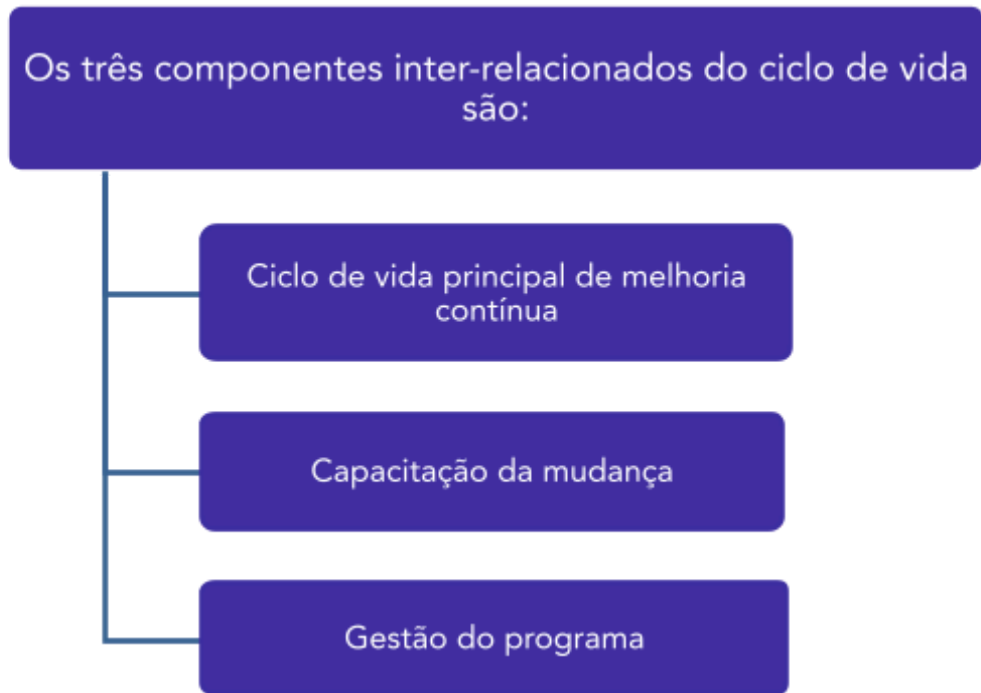 Os três componentes inter-relacionados do ciclo de vida
são:
Ciclo de vida principal de melhoria
contínua
Capacitação da mudança
Gestão do programa